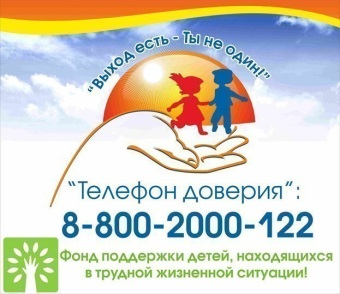 "Выход есть - Ты не один!"
"Телефон доверия":
8-800-2000-122
Фонд поддержки детей, находящихся
в трудной жизненной ситуации!